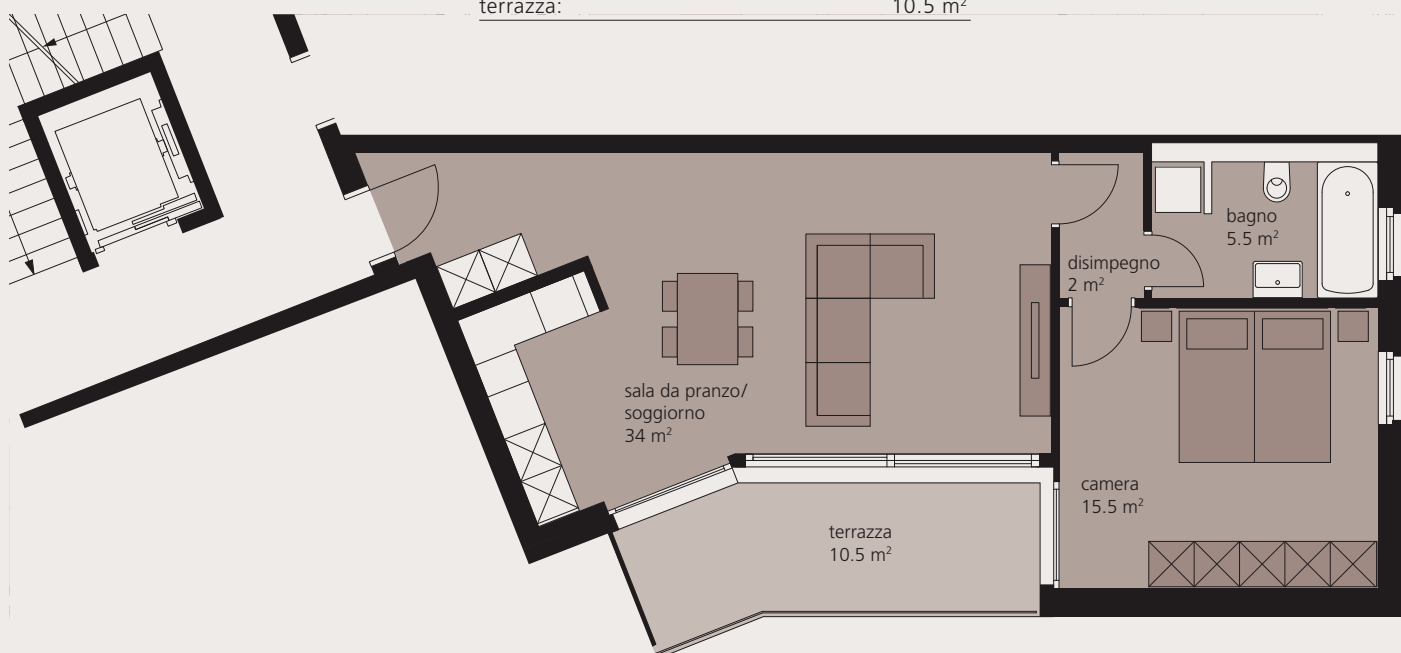 terrazza: 10.5 m²
bagno
5.5 m²
disimpegno
2 m²
sala da pranzo/
soggiorno
34 m²
camera
15.5 m²
terrazza
10.5 m²